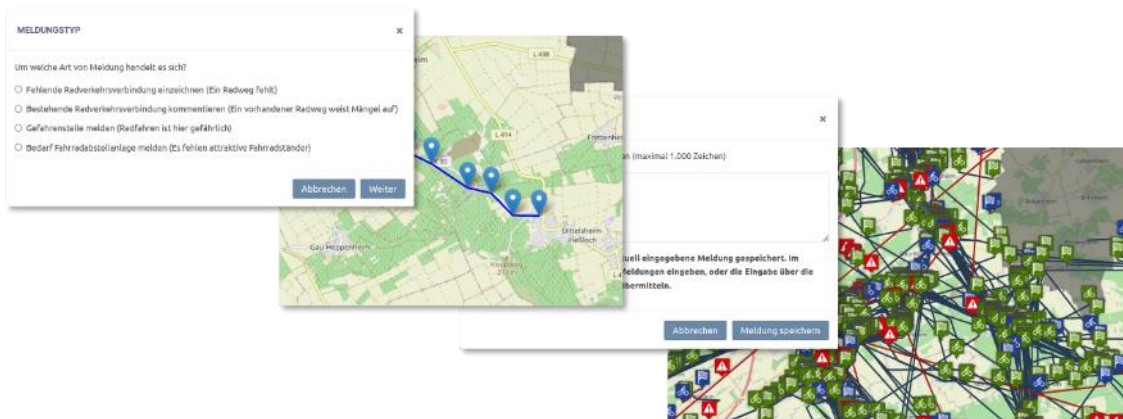 MELDUNGSTYP
×
Um welche Art von Meldung handelt es sich?
Fehlende Radverkehrsverbindung einzeichnen (Ein Radweg fehlt)
Bestehende Radverkehrsverbindung kommentieren (Ein vorhandener Radweg weist Mängel auf)
Gefahrenstelle melden (Radfahren ist hier gefährlich)
Bedarf Fahrradabstellanlage melden (Es fehlen attraktive Fahrradständer)
Abbrechen Weiter
L 438
L 414
Gau-Heppenheim
Dittelsheim-
Heßloch
×
(maximal 1.000 Zeichen)
eingegebene Meldung gespeichert. Im
eldungen eingeben, oder die Eingabe über die
bermitteln.
Abbrechen Meldung speichern